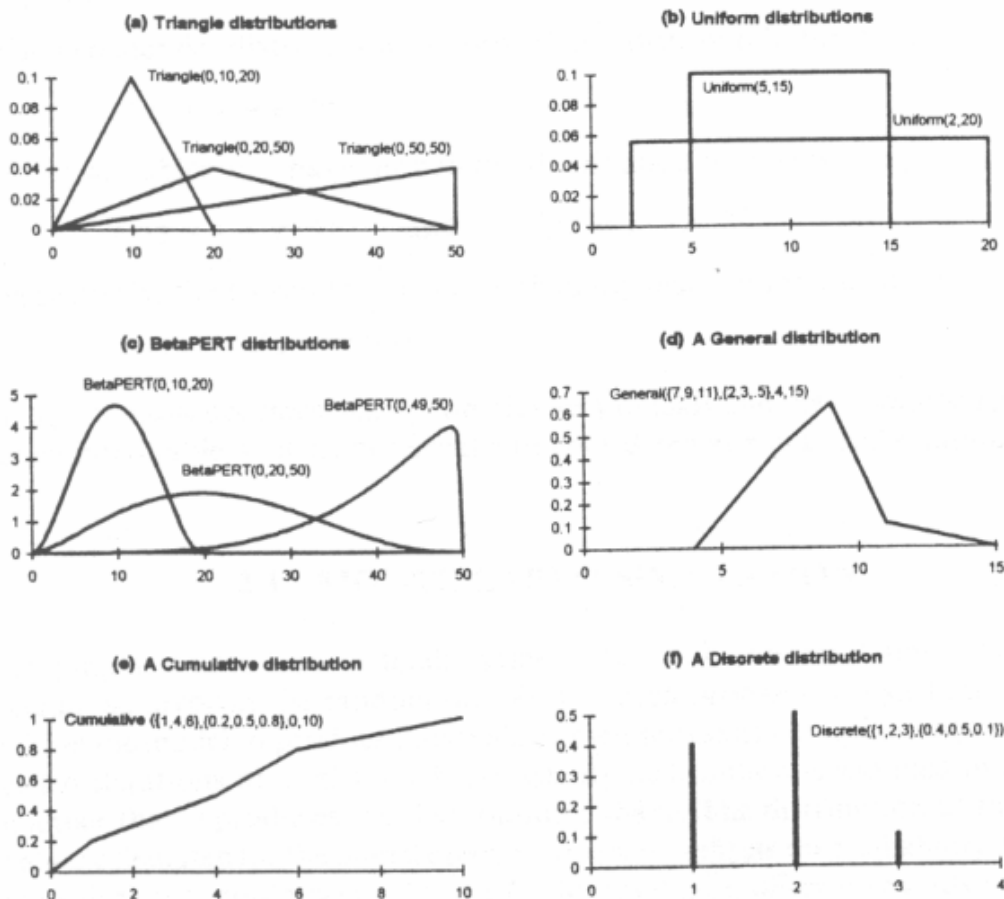 (a) Triangle distributions
Triangle(0,10,20)
Triangle(0,20,50)
Triangle(0,50,50)
0.1
0.08
0.06
0.04
0.02
0
0 10 20 30 40 50
(b) Uniform distributions
Uniform(5,15)
Uniform(2,20)
0.1
0.08
0.06
0.04
0.02
0
0 5 10 15 20
(c) BetaPERT distributions
BetaPERT(0,10,20)
BetaPERT(0,49,50)
BetaPERT(0,20,50)
5
4
3
2
1
0
0 10 20 30 40 50
(d) A General distribution
General({7,9,11},{2,3,.5},4,15)
0.7
0.6
0.5
0.4
0.3
0.2
0.1
0
0 5 10 15
(e) A Cumulative distribution
Cumulative ({1,4,6},{0.2,0.5,0.8},0,10)
1
0.8
0.6
0.4
0.2
0
0 2 4 6 8 10
(f) A Discrete distribution
Discrete({1,2,3},{0.4,0.5,0.1})
0.5
0.4
0.3
0.2
0.1
0
0 1 2 3 4